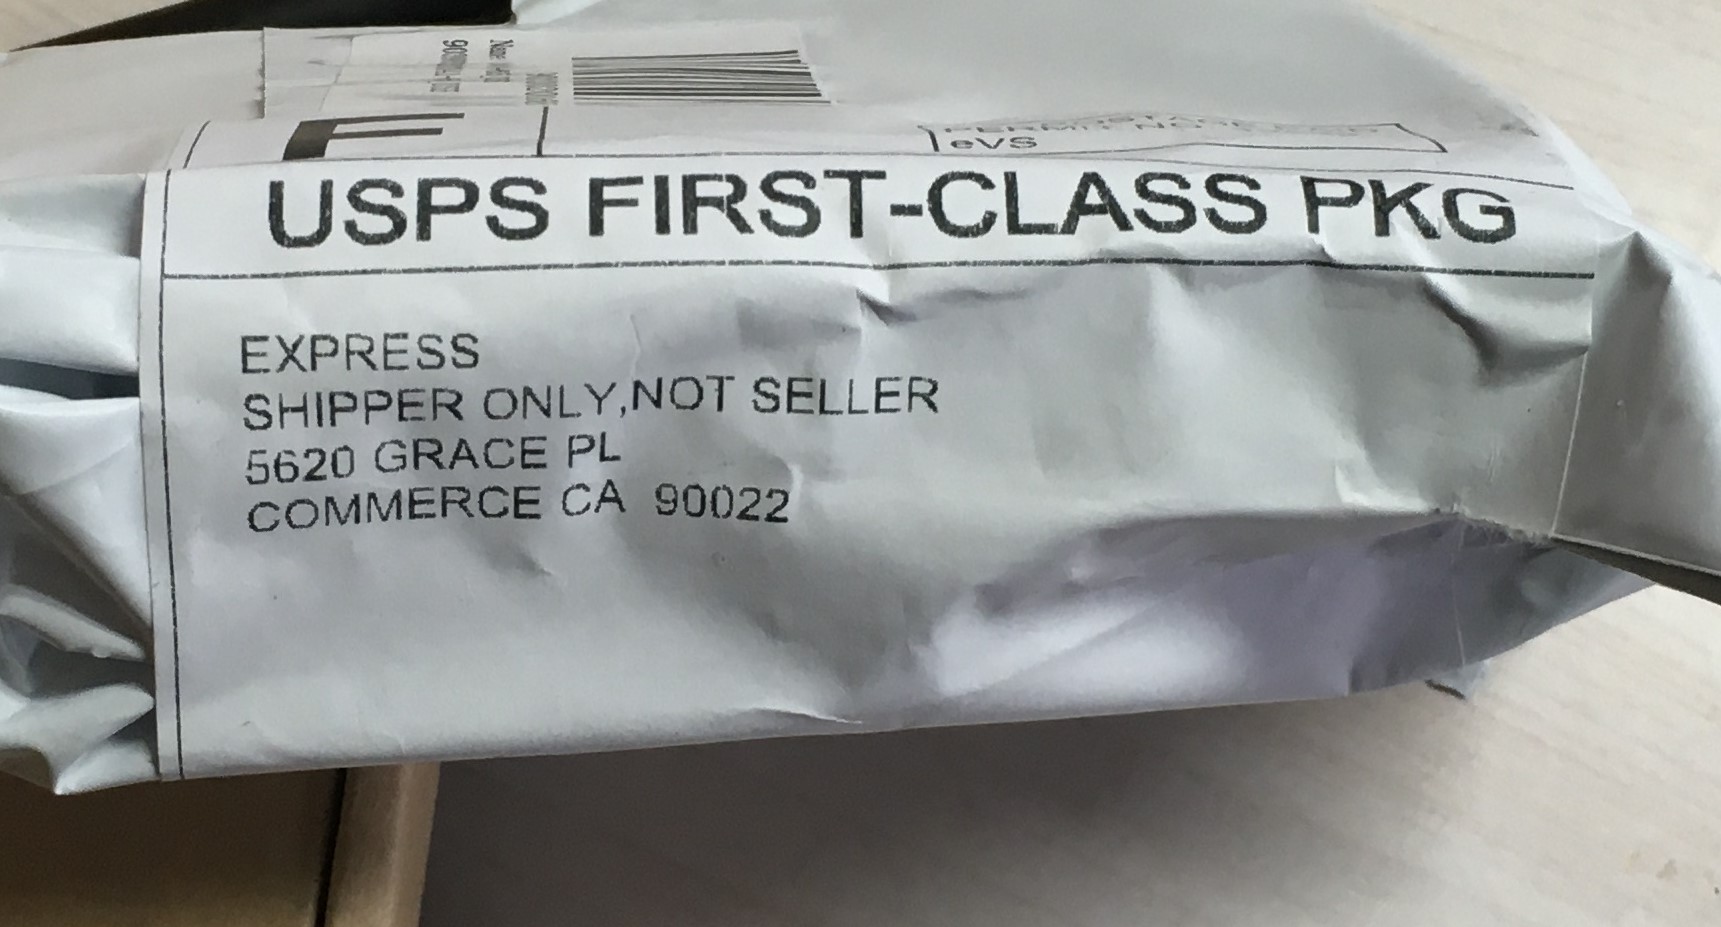 F
eVS
USPS FIRST-CLASS PKG
EXPRESS
SHIPPER ONLY,NOT SELLER
5620 GRACE PL
COMMERCE CA 90022